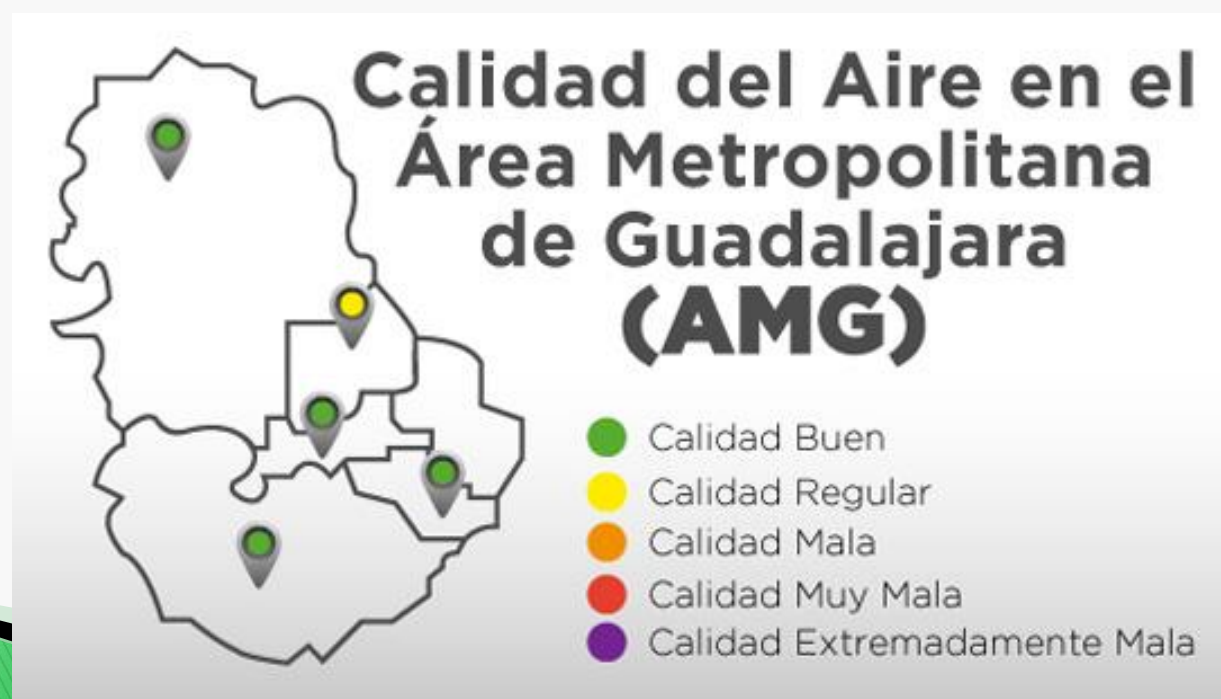 Calidad del Aire en el
Área Metropolitana
de Guadalajara
(AMG)
Calidad Buen
Calidad Regular
Calidad Mala
Calidad Muy Mala
Calidad Extremadamente Mala